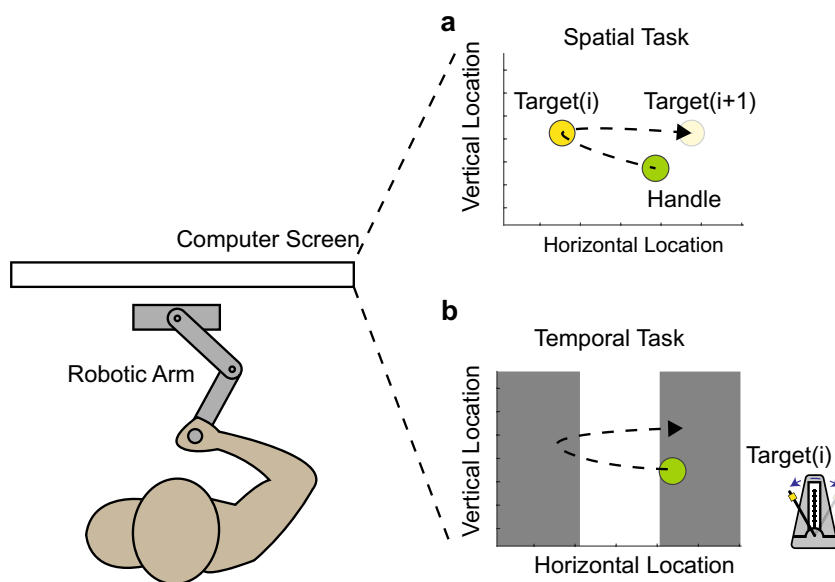 a
Spatial Task
Vertical Location
Target(i)
Target(i+1)
Handle
Horizontal Location
Computer Screen
Robotic Arm
b
Temporal Task
Vertical Location
Target(i)
Horizontal Location